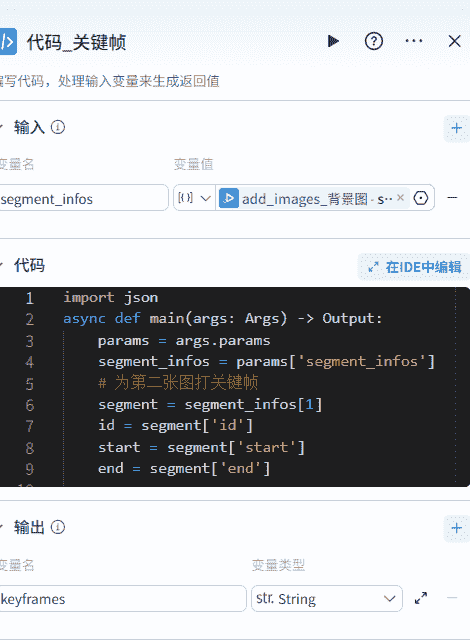 代码_关键帧
编写代码，处理输入变量来生成返回值
输入
变量名 变量值
segment_infos [()] add_images_背景图 - s··
代码 在IDE中编辑
1 import json
2 async def main(args: Args) -> Output:
3 params = args.params
4 segment_infos = params['segment_infos']
5 # 为第二张图打关键帧
6 segment = segment_infos[1]
7 id = segment['id']
8 start = segment['start']
9 end = segment['end']
输出
变量名 变量类型
keyframes str. String